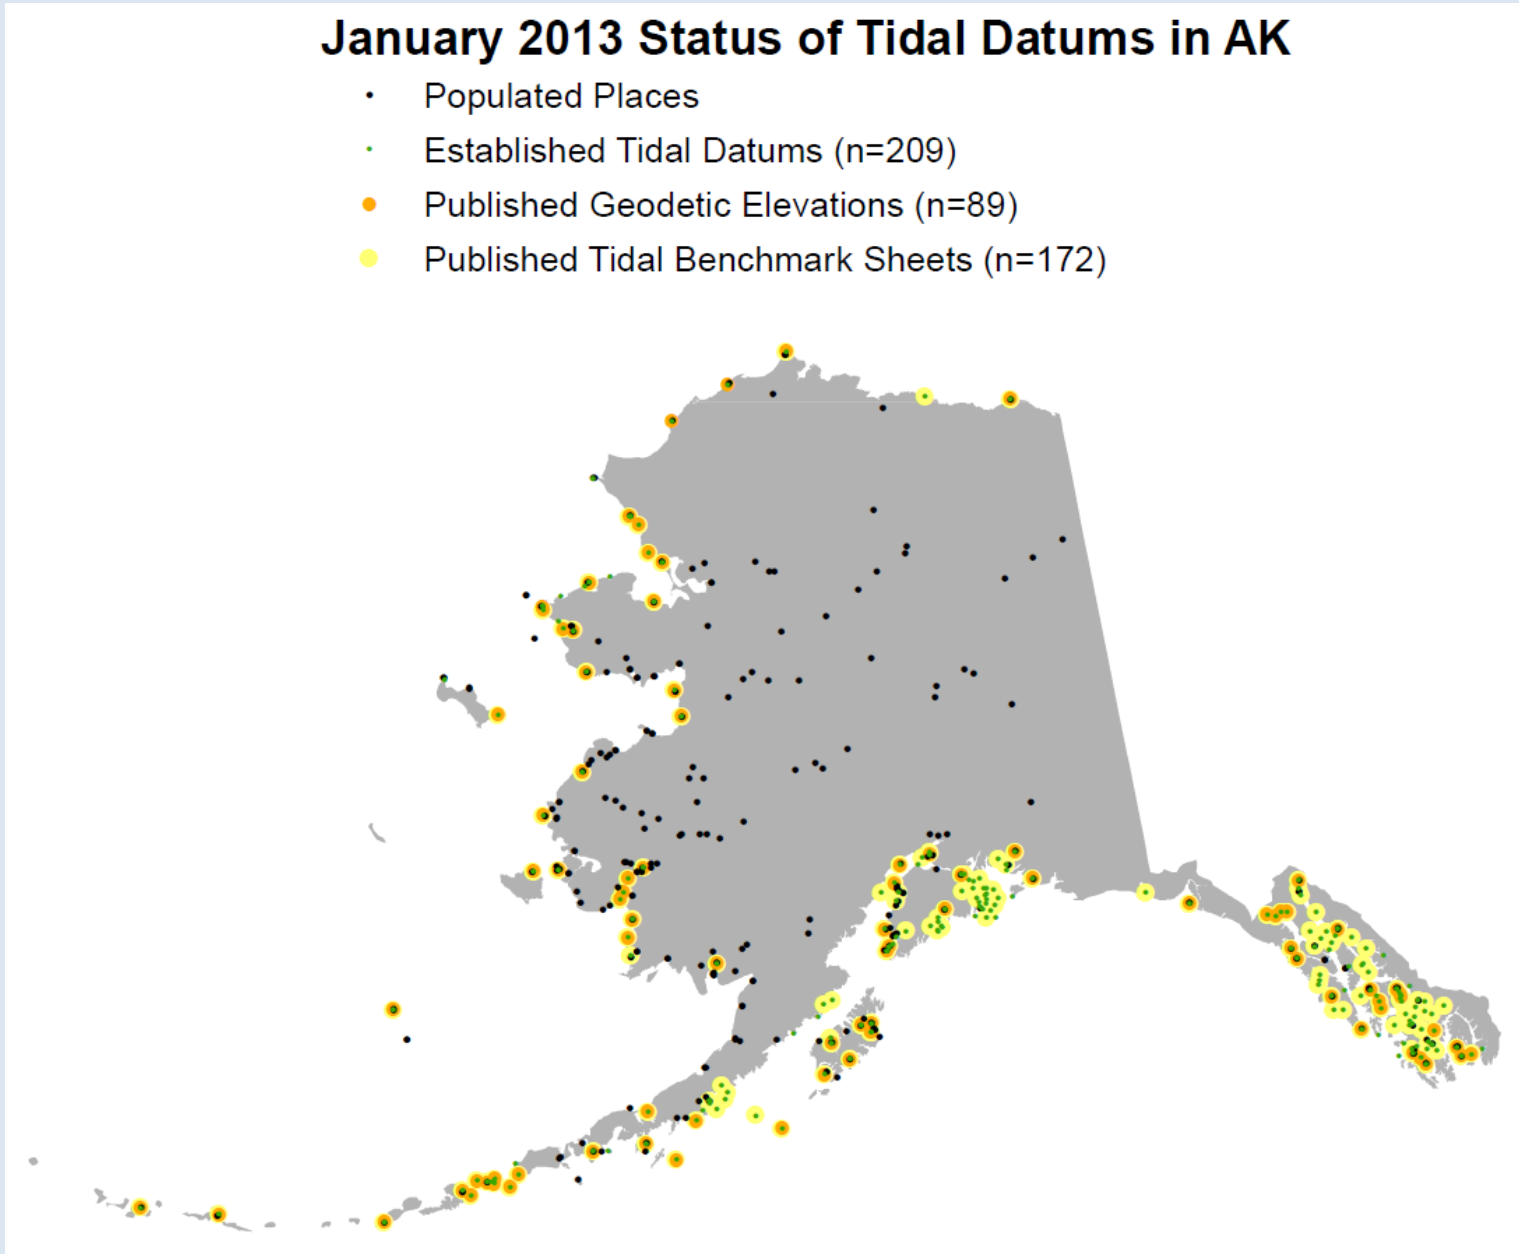 January 2013 Status of Tidal Datums in AK
Populated Places
Established Tidal Datums (n=209)
Published Geodetic Elevations (n=89)
Published Tidal Benchmark Sheets (n=172)